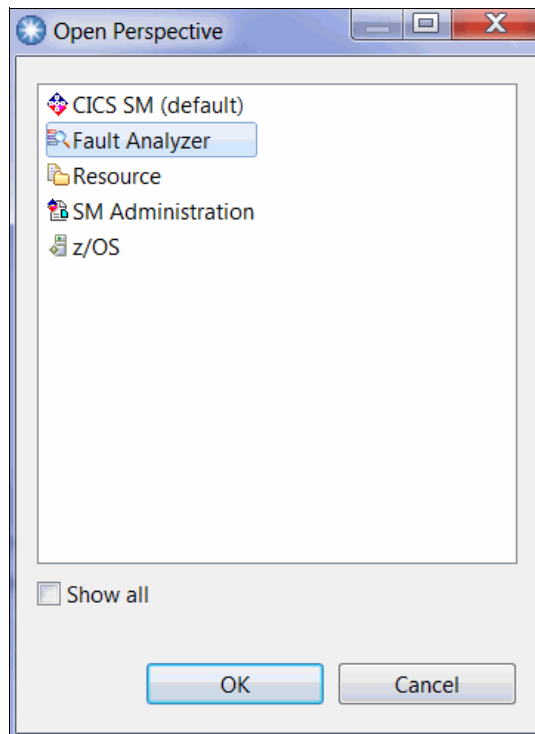 Open Perspective
CICS SM (default)
Fault Analyzer
Resource
SM Administration
z/OS
Show all
OK
Cancel